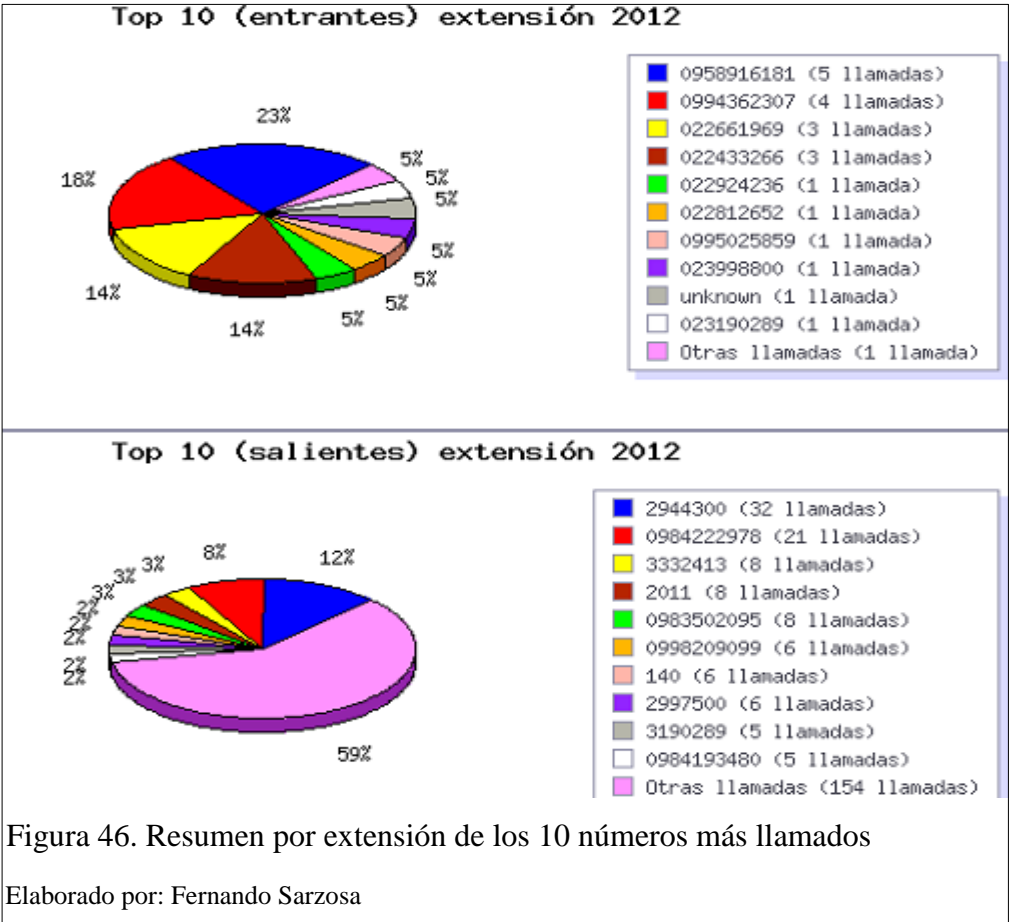 Top 10 (entrantes) extensión 2012
23%
18%
14%
14%
5%
5%
5%
5%
5%
5%
5%
0958916181 (5 llamadas)
0994362307 (4 llamadas)
022661969 (3 llamadas)
022433266 (3 llamadas)
022924236 (1 llamada)
022812652 (1 llamada)
0995025859 (1 llamada)
023998800 (1 llamada)
unknown (1 llamada)
023190289 (1 llamada)
Otras llamadas (1 llamada)
Top 10 (salientes) extensión 2012
12%
8%
3%
3%
3%
2%
2%
2%
2%
2%
59%
2944300 (32 llamadas)
0984222978 (21 llamadas)
3332413 (8 llamadas)
2011 (8 llamadas)
0983502095 (8 llamadas)
0998209099 (6 llamadas)
140 (6 llamadas)
2997500 (6 llamadas)
3190289 (5 llamadas)
0984193480 (5 llamadas)
Otras llamadas (154 llamadas)
Figura 46. Resumen por extensión de los 10 números más llamados
Elaborado por: Fernando Sarzosa